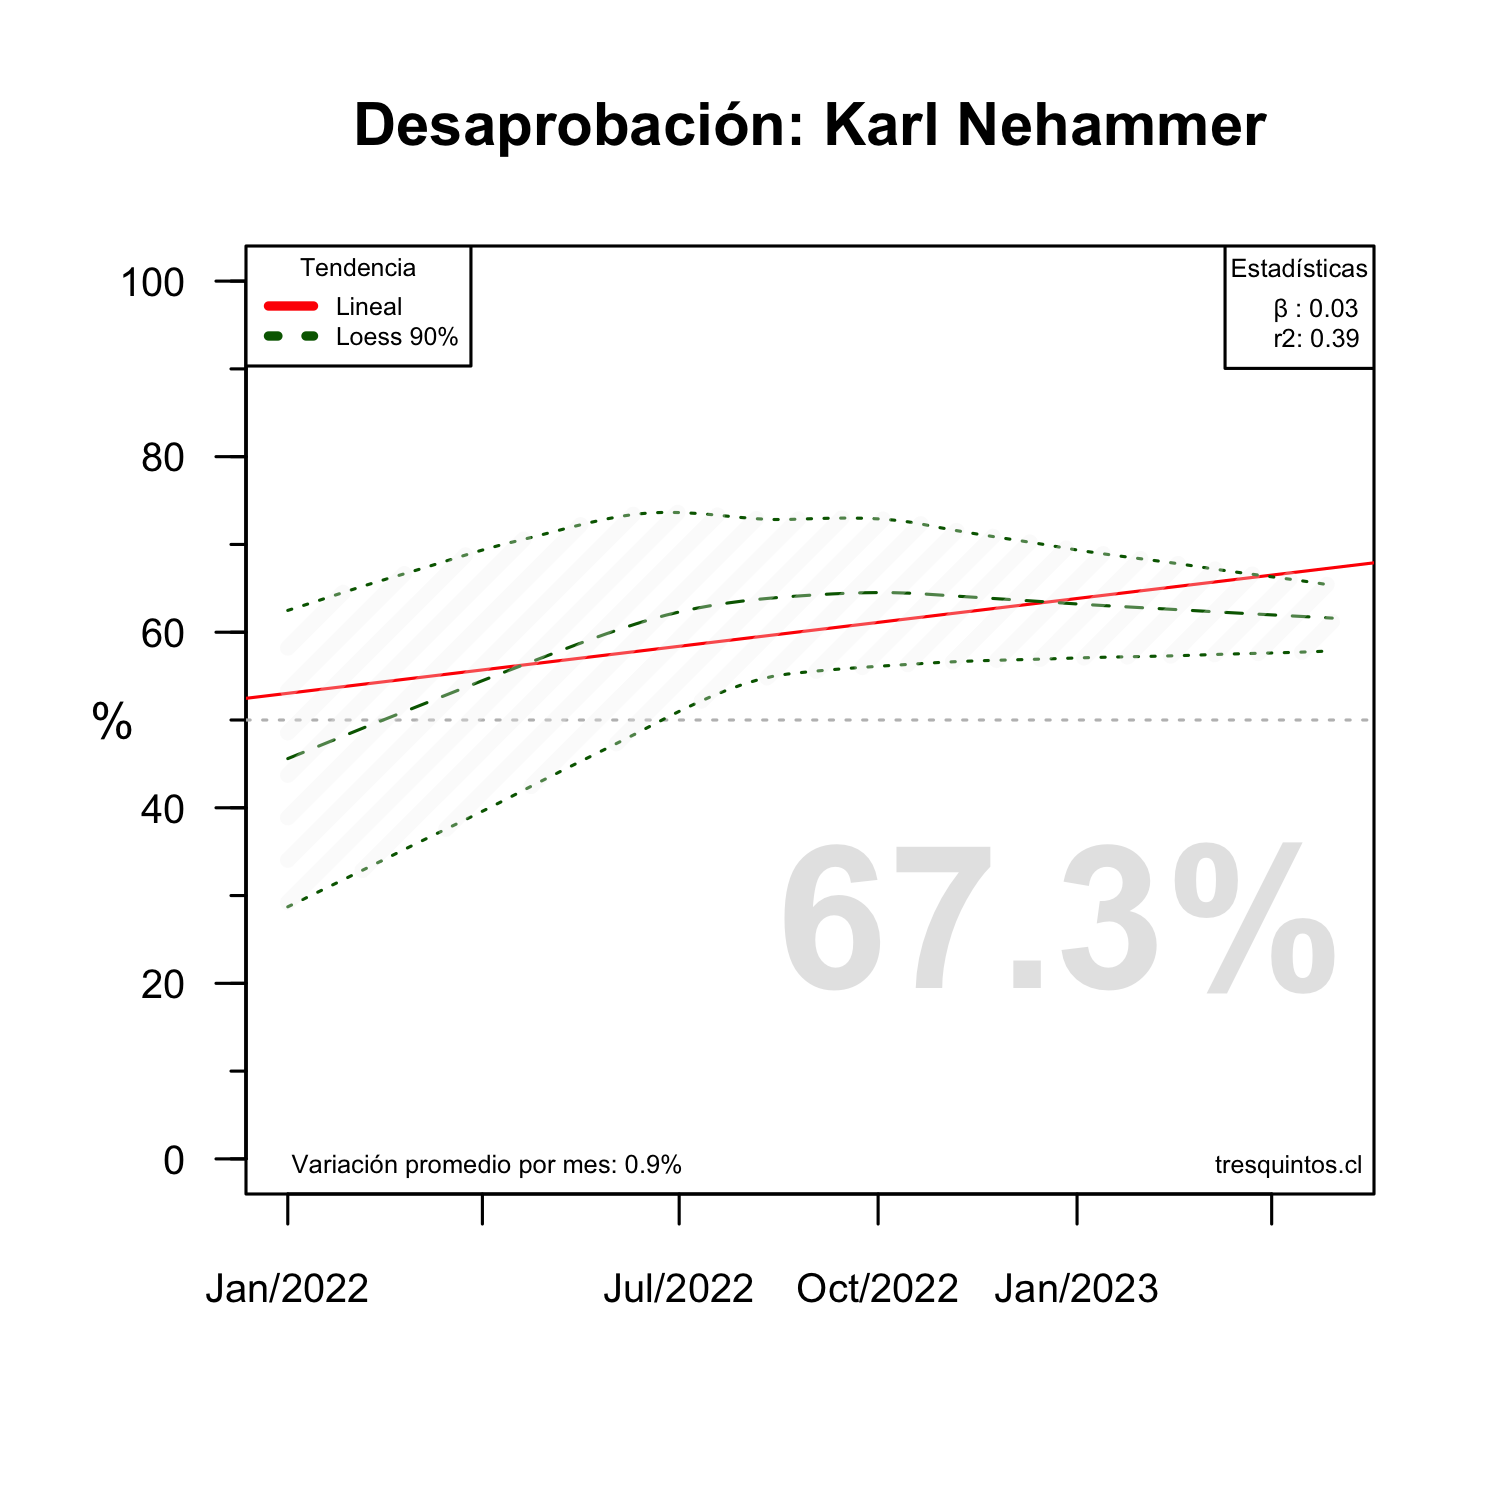 Desaprobación: Karl Nehammer
Tendencia
Lineal
Loess 90%
Estadísticas
β : 0.03
r2: 0.39
100
80
60
%
40
20
0
67.3%
Variación promedio por mes: 0.9%
tresquintos.cl
Jan/2022 Jul/2022 Oct/2022 Jan/2023